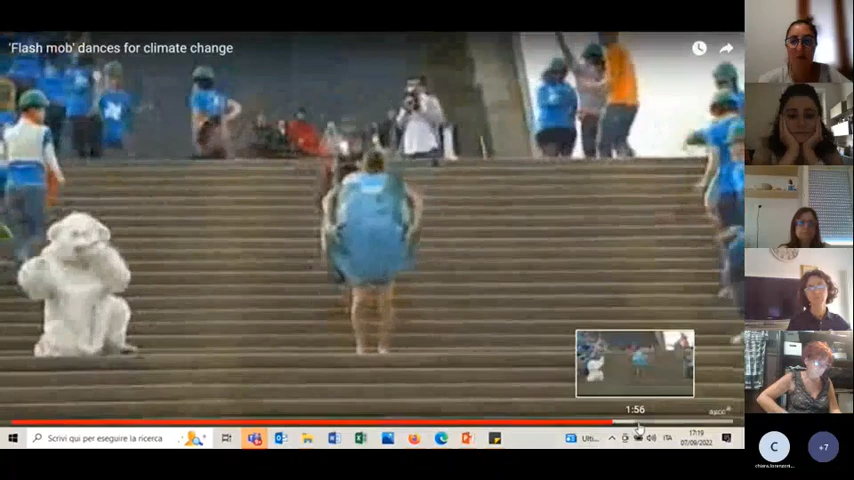 'Flash mob' dances for climate change
1:56
Scrivi qui per eseguire la ricerca
Ulti...
ITA
17:19
07/09/2022
C
+7